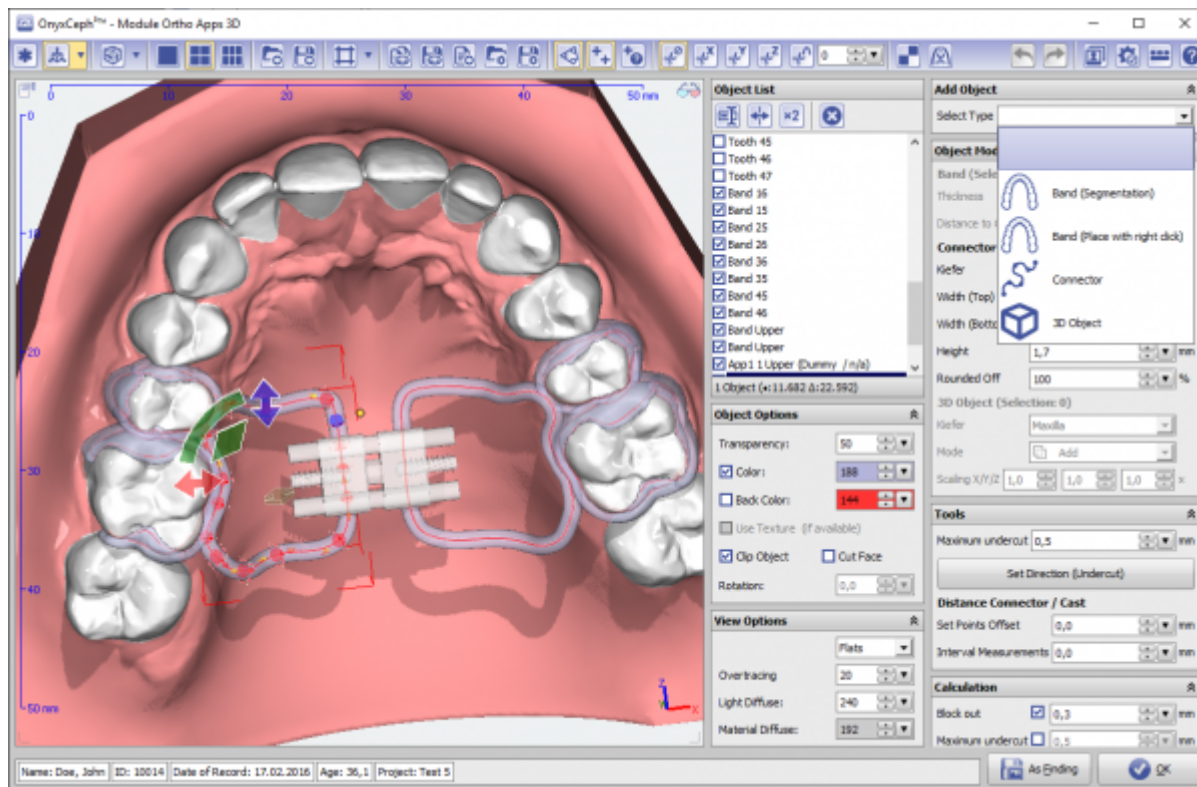 OnyxCeph³™ - Module Ortho Apps 3D
0
0 10 20 30 40 50 mm
0
10
20
30
40
50 mm
Z
Y X
Object List
×2
Tooth 45
Tooth 46
Tooth 47
Band 16
Band 15
Band 25
Band 26
Band 36
Band 35
Band 45
Band 46
Band Upper
Band Upper
App1 1 Upper (Dummy / n/a)
1 Object (•:11.682 Δ:22.592)
Object Options
Transparency: 50
Color: 188
Back Color: 144
Use Texture (if available)
Clip Object Cut Face
Rotation: 0,0
View Options
Flats
Overtracing 20
Light Diffuse: 240
Material Diffuse: 192
Add Object
Select Type
Band (Segmentation)
Band (Place with right click)
Connector
3D Object
Object Mod
Band (Sele
Thickness
Distance to
Connector
Kiefer
Width (Top)
Width (Botto
Height 1,7 mm
Rounded Off 100 %
3D Object (Selection: 0)
Kiefer Maxilla
Mode Add
Scaling X/Y/Z 1,0 1,0 1,0 x
Tools
Maximum undercut 0,5 mm
Set Direction (Undercut)
Distance Connector / Cast
Set Points Offset 0,0 mm
Interval Measurements 0,0 mm
Calculation
Block out 0,3 mm
Maximum undercut 0,5 mm
Name: Doe, John ID: 10014 Date of Record: 17.02.2016 Age: 36,1 Project: Test 5
As Finding OK